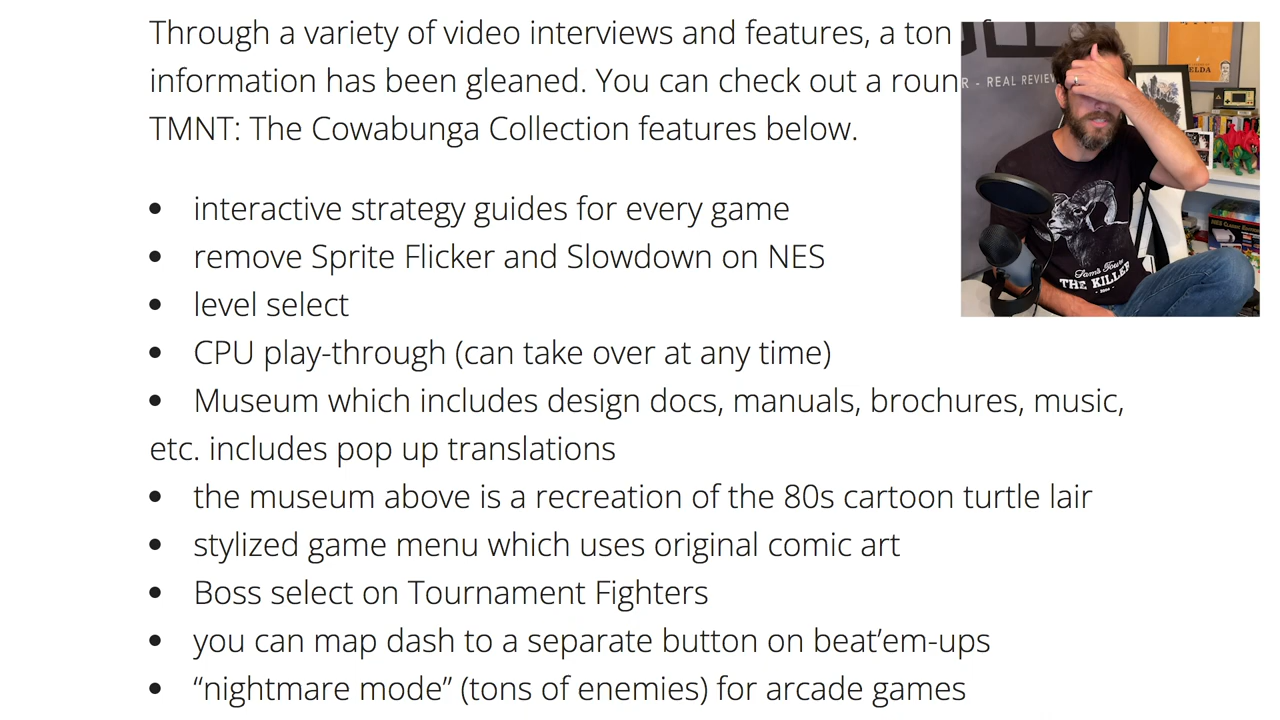 Through a variety of video interviews and features, a ton
information has been gleaned. You can check out a roun
TMNT: The Cowabunga Collection features below.
R - REAL REVIEW
ELDA
• interactive strategy guides for every game
• remove Sprite Flicker and Slowdown on NES
• level select
THE KILLER
• CPU play-through (can take over at any time)
• Museum which includes design docs, manuals, brochures, music,
etc. includes pop up translations
• the museum above is a recreation of the 80s cartoon turtle lair
• stylized game menu which uses original comic art
• Boss select on Tournament Fighters
• you can map dash to a separate button on beat’em-ups
• “nightmare mode” (tons of enemies) for arcade games